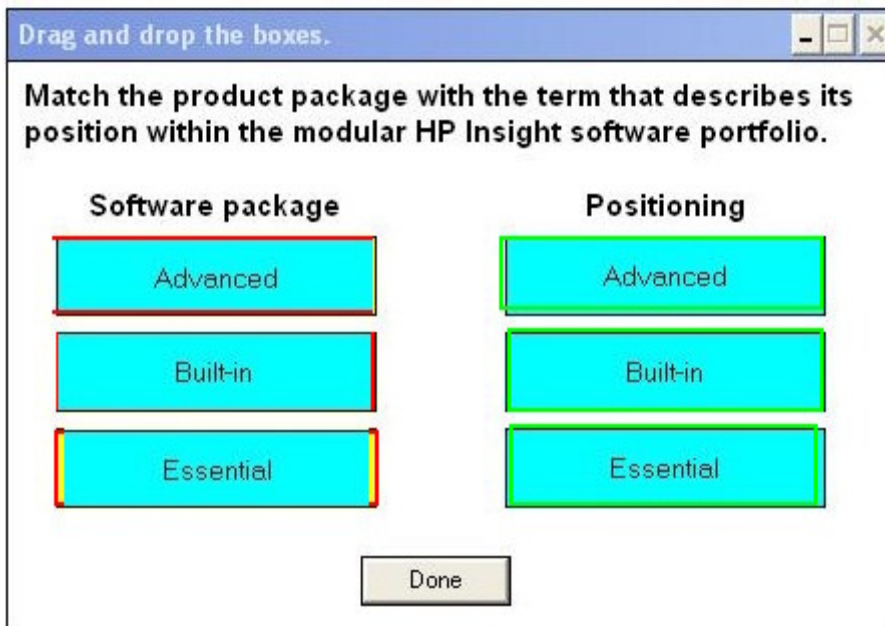 Drag and drop the boxes.
Match the product package with the term that describes its
position within the modular HP Insight software portfolio.
Software package
Positioning
Advanced
Advanced
Built-in
Built-in
Essential
Essential
Done